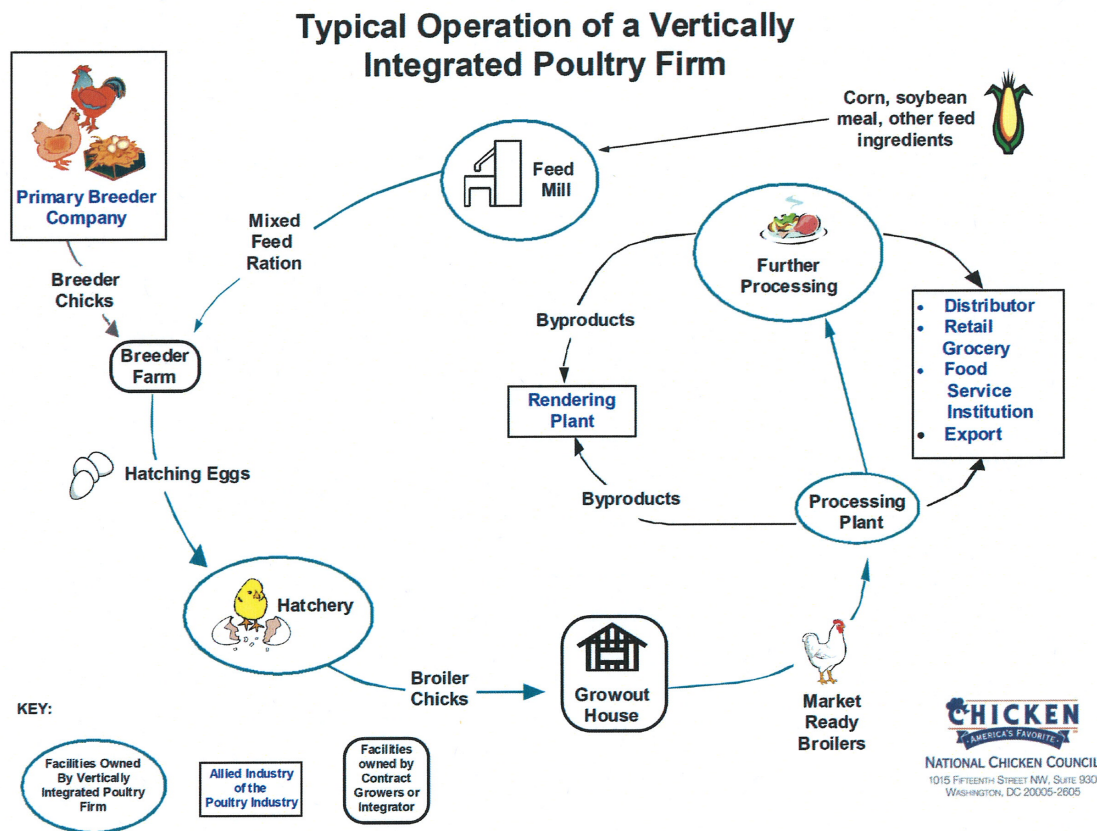 Typical Operation of a Vertically
Integrated Poultry Firm
Primary Breeder
Company
Corn, soybean
meal, other feed
ingredients
Feed
Mill
Mixed
Feed
Ration
Breeder
Chicks
Further
Processing
Byproducts
• Distributor
• Retail
Grocery
• Food
Service
Institution
• Export
Breeder
Farm
Rendering
Plant
Hatching Eggs
Byproducts
Processing
Plant
Hatchery
Broiler
Chicks
Growout
House
Market
Ready
Broilers
KEY:
Facilities Owned
By Vertically
Integrated Poultry
Firm
Allied Industry
of the
Poultry Industry
Facilities
owned by
Contract
Growers or
Integrator
CHICKEN
AMERICA'S FAVORITE
NATIONAL CHICKEN COUNCIL
1015 FIFTEENTH STREET NW, SUITE 930
WASHINGTON, DC 20005-2605